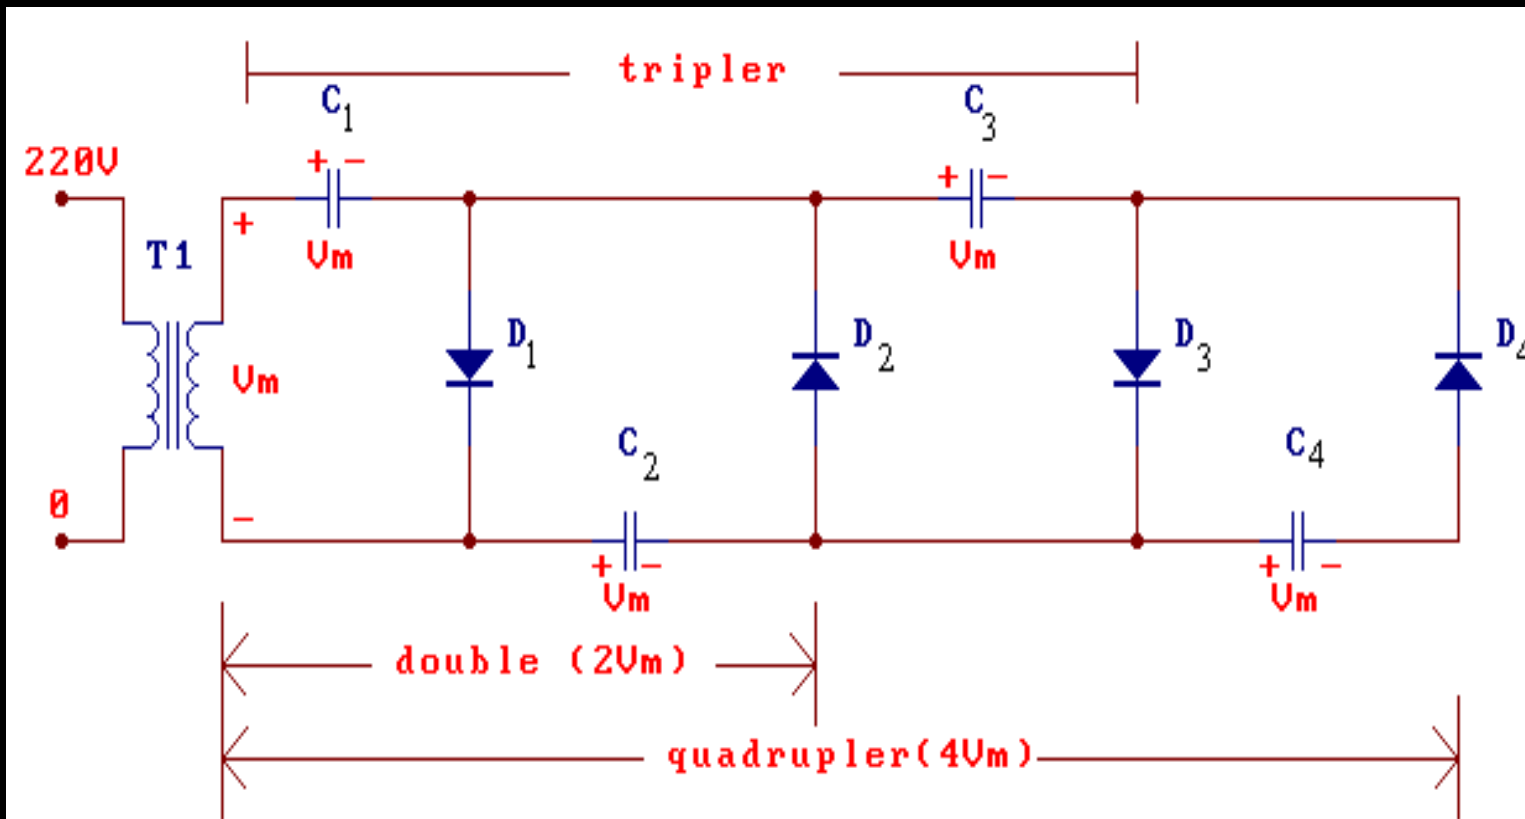 tripler
C1
C3
+ -
+ -
220V
+
T1
Vm
Vm
D1
D2
D3
D4
Vm
C2
C4
0
-
+ -
+ -
Vm
Vm
double (2Vm)
quadrupler(4Vm)